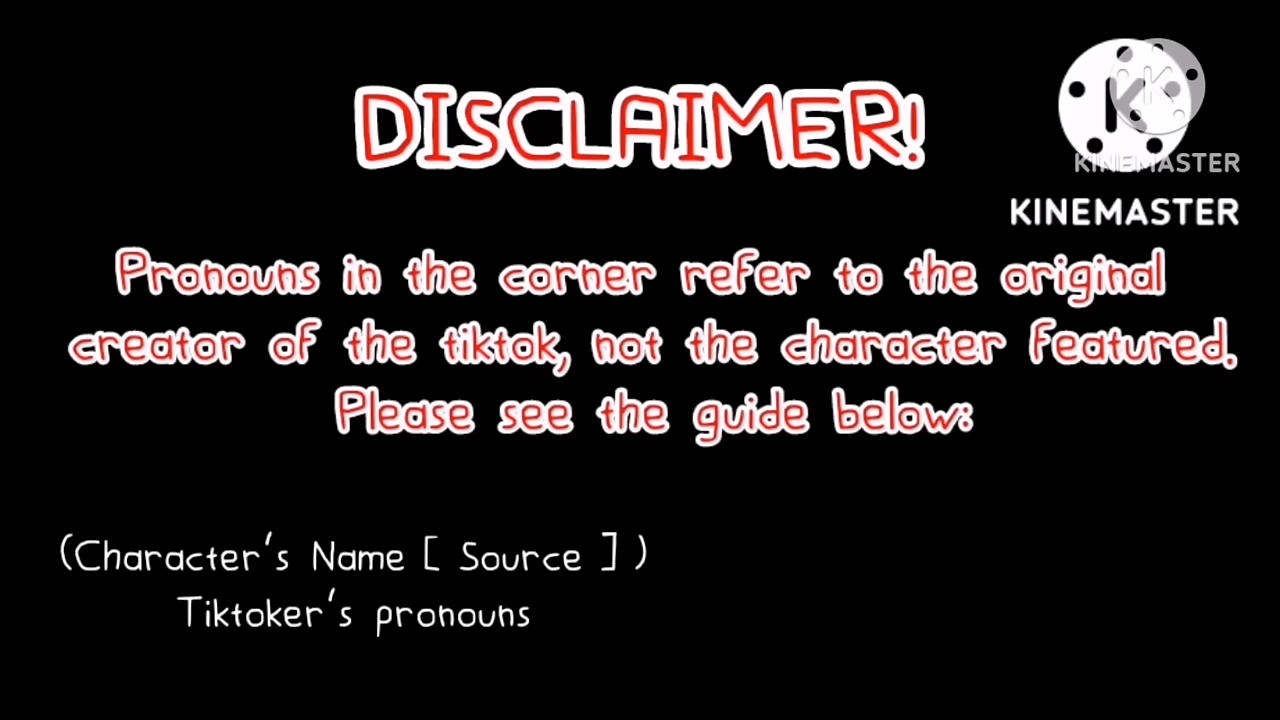 DISCLAIMER!
KINEMASTER
KINEMASTER
Pronouns in the corner refer to the original
creator of the tiktok, not the character featured.
Please see the guide below:
(Character's Name [ Source ] )
Tiktoker's pronouns